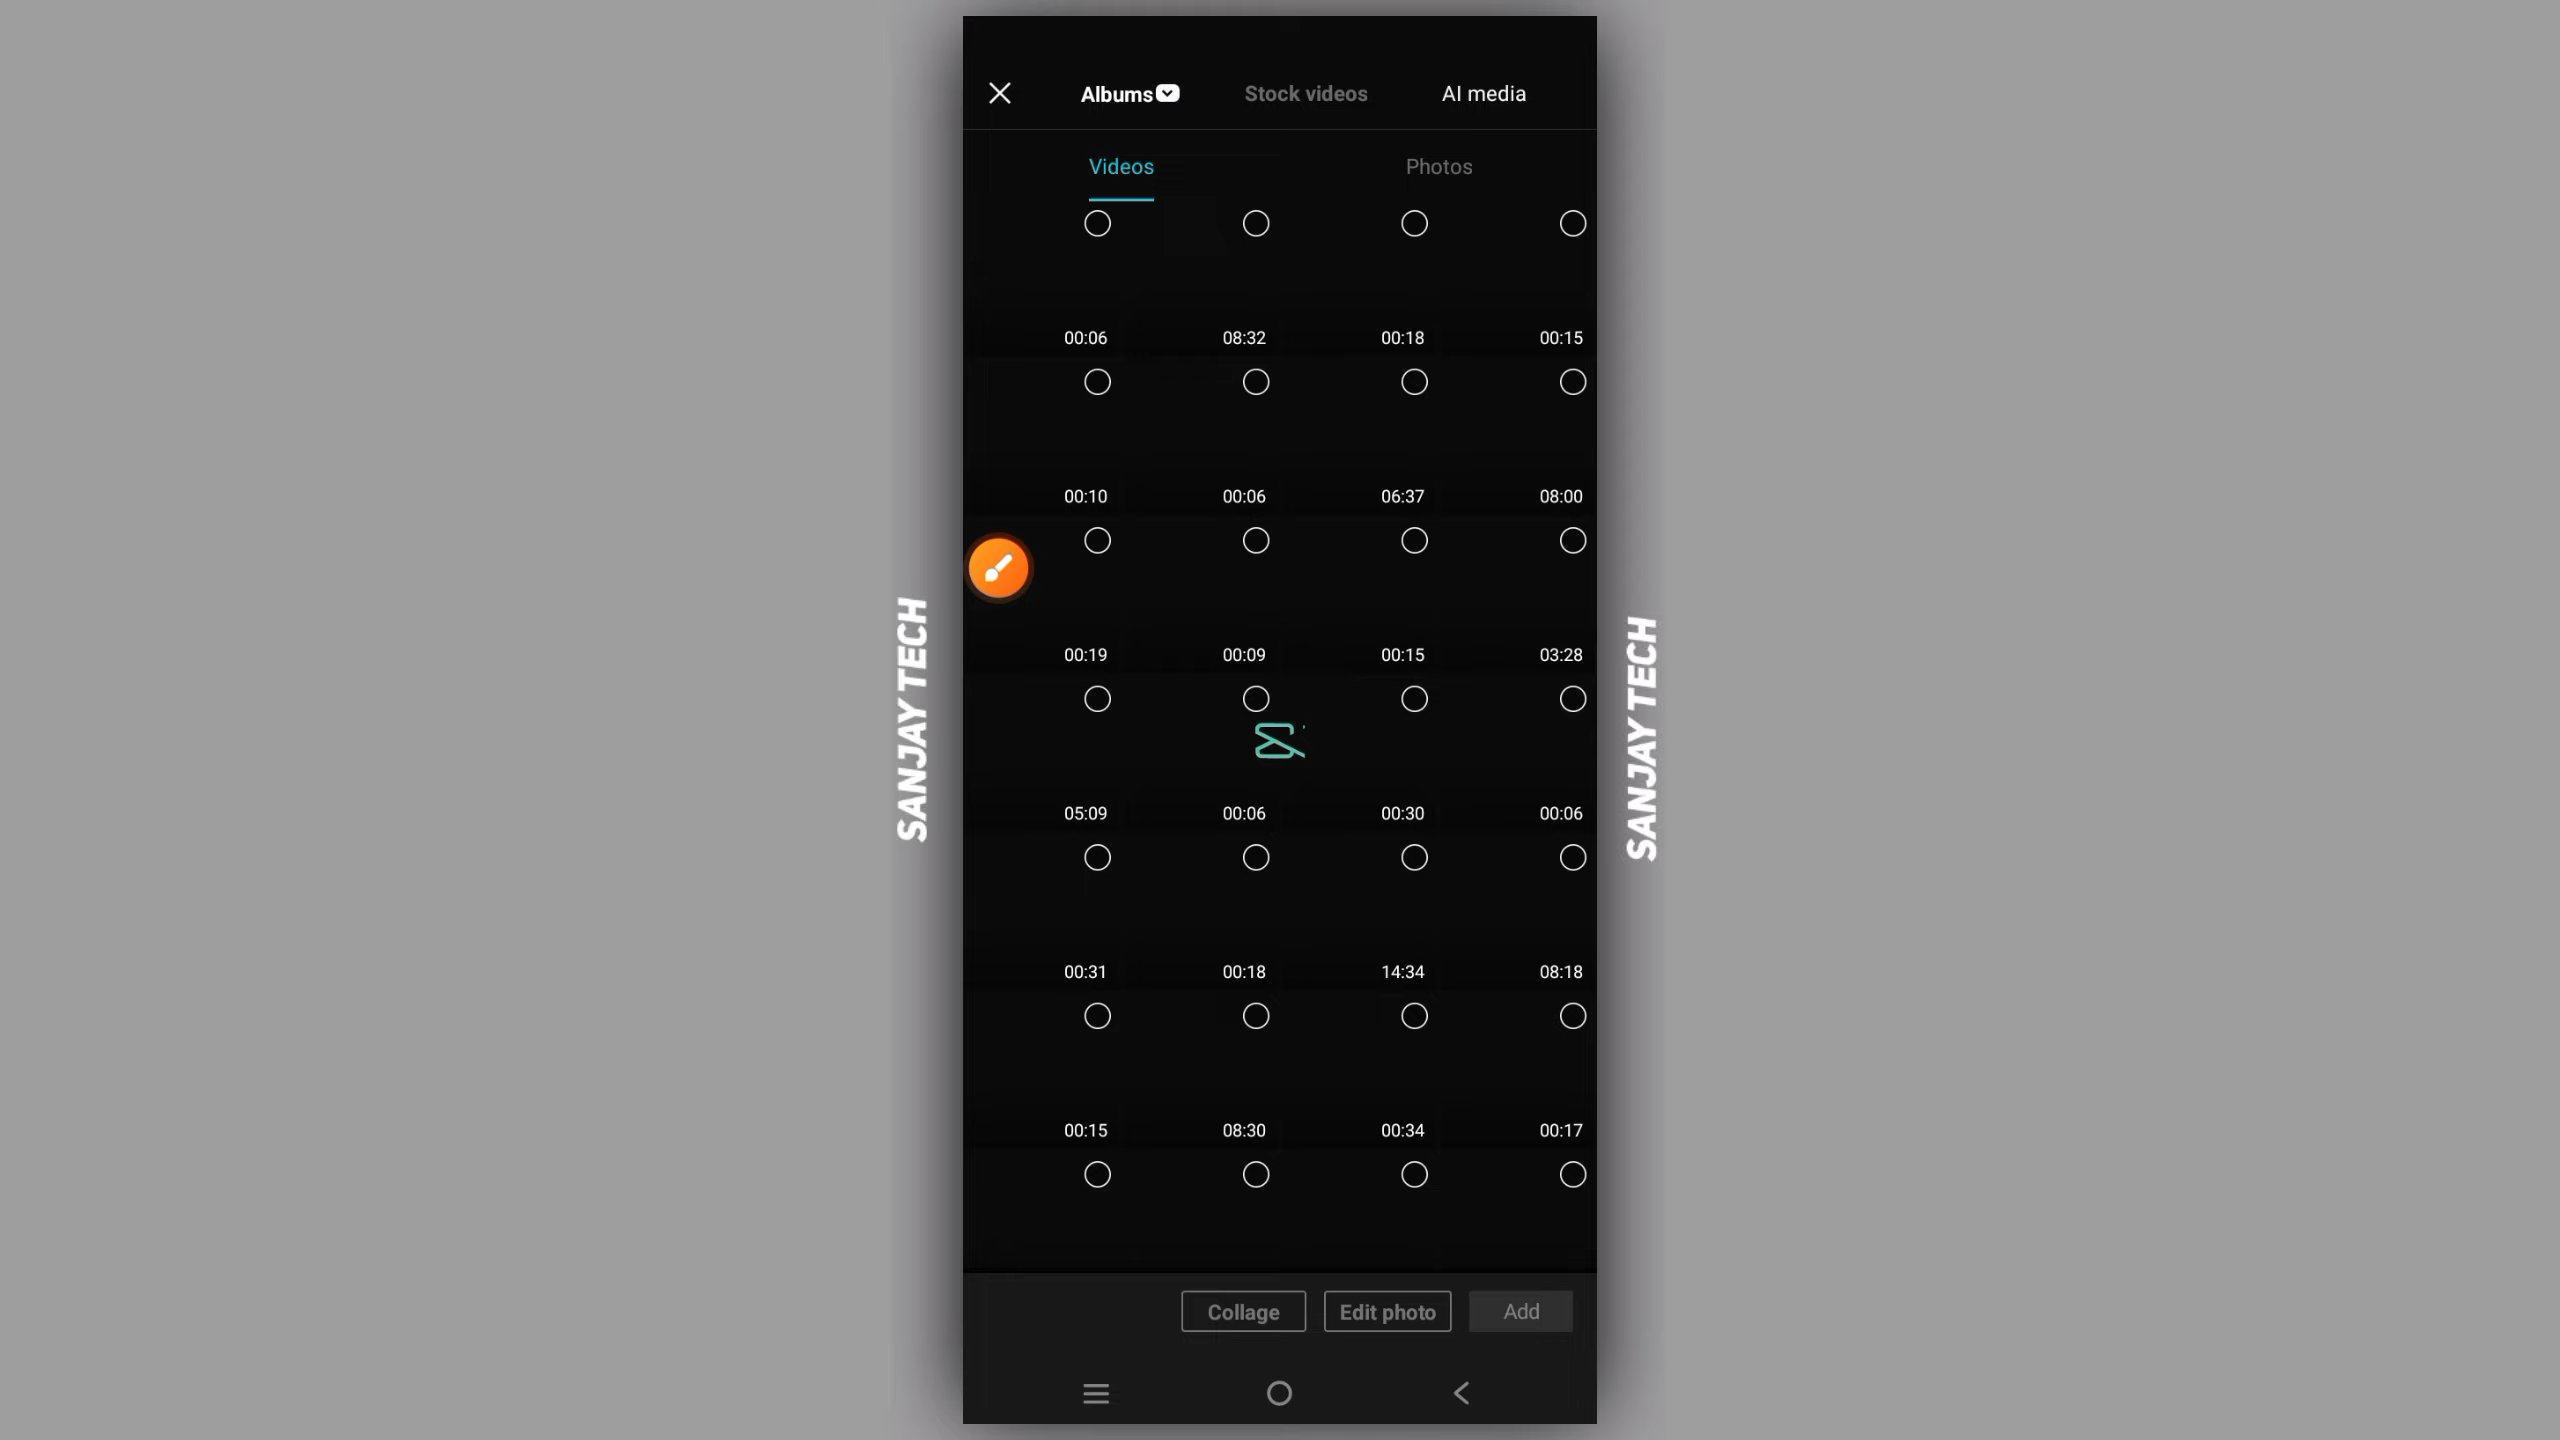 Albums Stock videos AI media
Videos Photos
00:06 08:32 00:18 00:15
00:10 00:06 06:37 08:00
00:19 00:09 00:15 03:28
05:09 00:06 00:30 00:06
00:31 00:18 14:34 08:18
00:15 08:30 00:34 00:17
Collage Edit photo Add
SANJAY TECH
SANJAY TECH